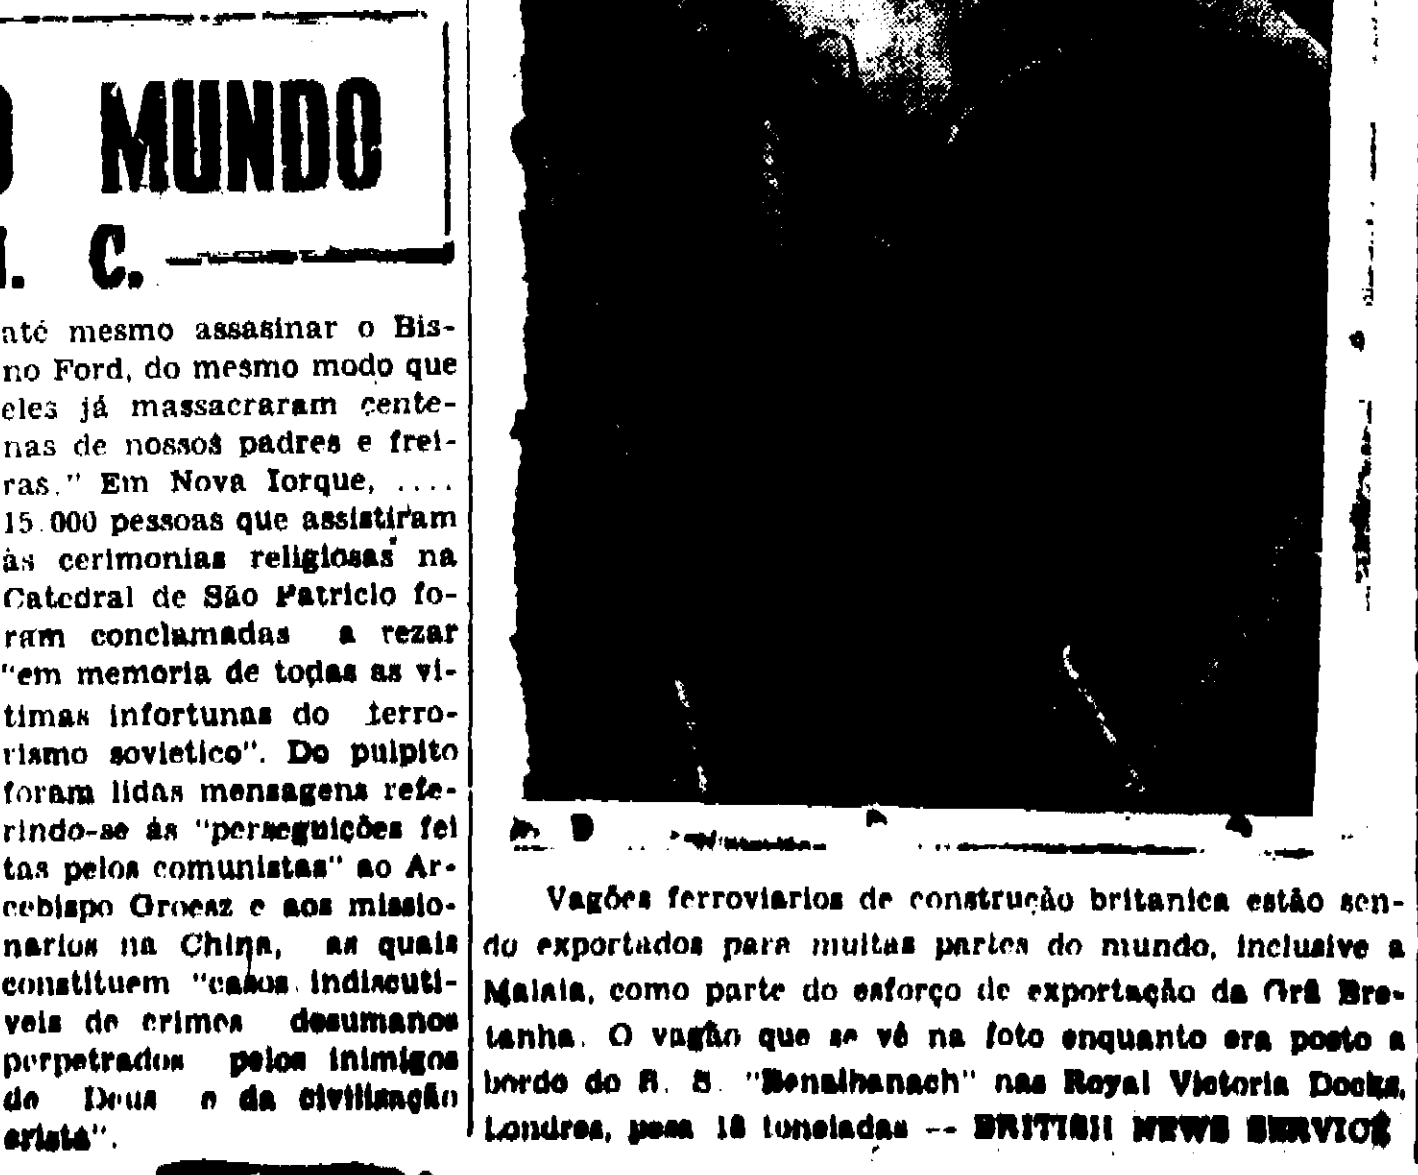 MUNDO
C.
até mesmo assasinar o Bis-
no Ford, do mesmo modo que
eles já massacraram cente-
nas de nossos padres e frei-
ras." Em Nova Iorque, ....
15.000 pessoas que assistiram
às cerimonias religiosas na
Catedral de São Patricio fo-
ram conclamadas a rezar
"em memoria de todas as vi-
timas infortunas do terro-
rismo sovietico". Do pulpito
foram lidas mensagens refe-
rindo-se ás "perseguições fei
tas pelos comunistas" ao Ar-
cebispo Groesz e aos missio-
narios na China, as quais
constituem "casos indiscuti-
veis de crimes desumanos
perpetrados pelos inimigos
de Deus e da civilização
crista".
Vagões ferroviarios de construção britanica estão sen-
do exportados para muitas partes do mundo, inclusive a
Malaia, como parte do esforço de exportação da Grã Bre-
tanha. O vagão que se vê na foto enquanto era posto a
bordo do S. S. "Benalbanach" nas Royal Victoria Docks,
Londres, pesa 18 toneladas -- BRITISH NEWS SERVICE